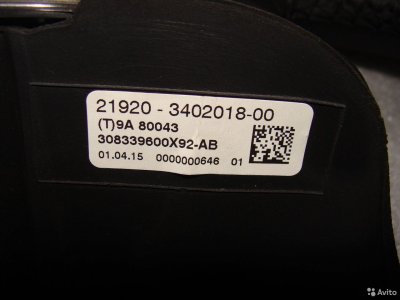 21920 - 3402018-00
(T)9A 80043
308339600X92-AB
01.04.15 0000000646 01
Avito